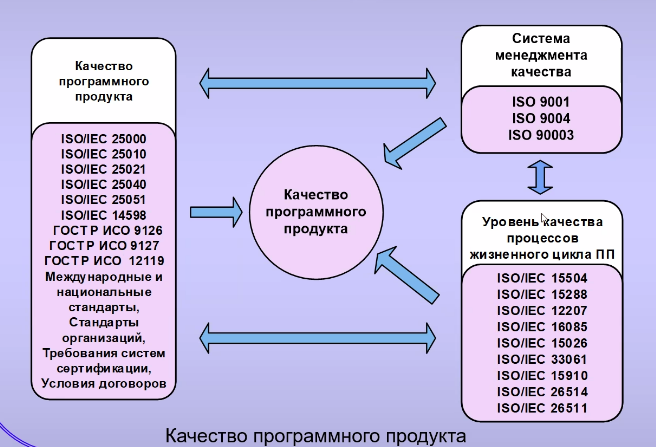 Качество
программного
продукта
ISO/IEC 25000
ISO/IEC 25010
ISO/IEC 25021
ISO/IEC 25040
ISO/IEC 25051
ISO/IEC 14598
ГОСТ Р ИСО 9126
ГОСТ Р ИСО 9127
ГОСТ Р ИСО 12119
Международные и
национальные
стандарты,
Стандарты
организаций,
Требования систем
сертификации,
Условия договоров
Качество
программного
продукта
Система
менеджмента
качества
ISO 9001
ISO 9004
ISO 90003
Уровень качества
процессов
жизненного цикла ПП
ISO/IEC 15504
ISO/IEC 15288
ISO/IEC 12207
ISO/IEC 16085
ISO/IEC 15026
ISO/IEC 33061
ISO/IEC 15910
ISO/IEC 26514
ISO/IEC 26511
Качество программного продукта